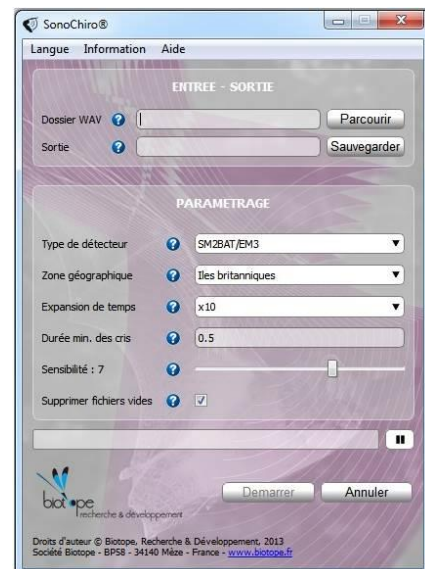 SonoChiro®
Langue Information Aide
ENTREE - SORTIE
Dossier WAV ? Parcourir
Sortie ? Sauvegarder
PARAMETRAGE
Type de détecteur ? SM2BAT/EM3
Zone géographique ? Iles britanniques
Expansion de temps ? x10
Durée min. des cris ? 0.5
Sensibilité : 7 ?
Supprimer fichiers vides ?
biotope
recherche & développement
Demarrer Annuler
Droits d'auteur © Biotope, Recherche & Développement, 2013
Société Biotope - BP58 - 34140 Mèze - France - www.biotope.fr